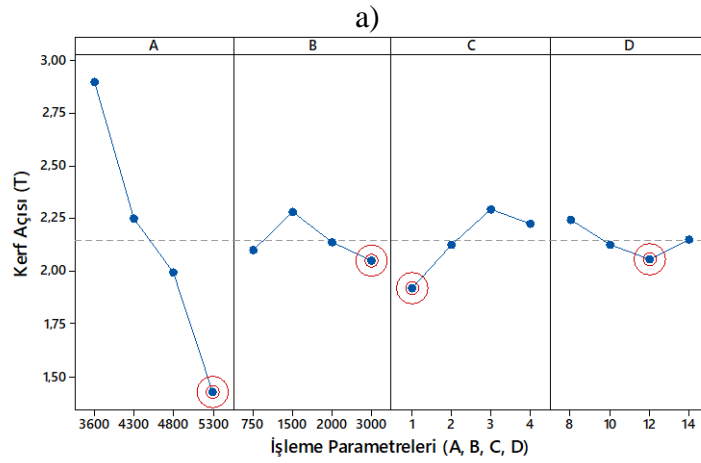 a)
A B C D
3,00
2,75
2,50
2,25
2,00
1,75
1,50
Kerf Açısı (T)
3600 4300 4800 5300 750 1500 2000 3000 1 2 3 4 8 10 12 14
İşleme Parametreleri (A, B, C, D)